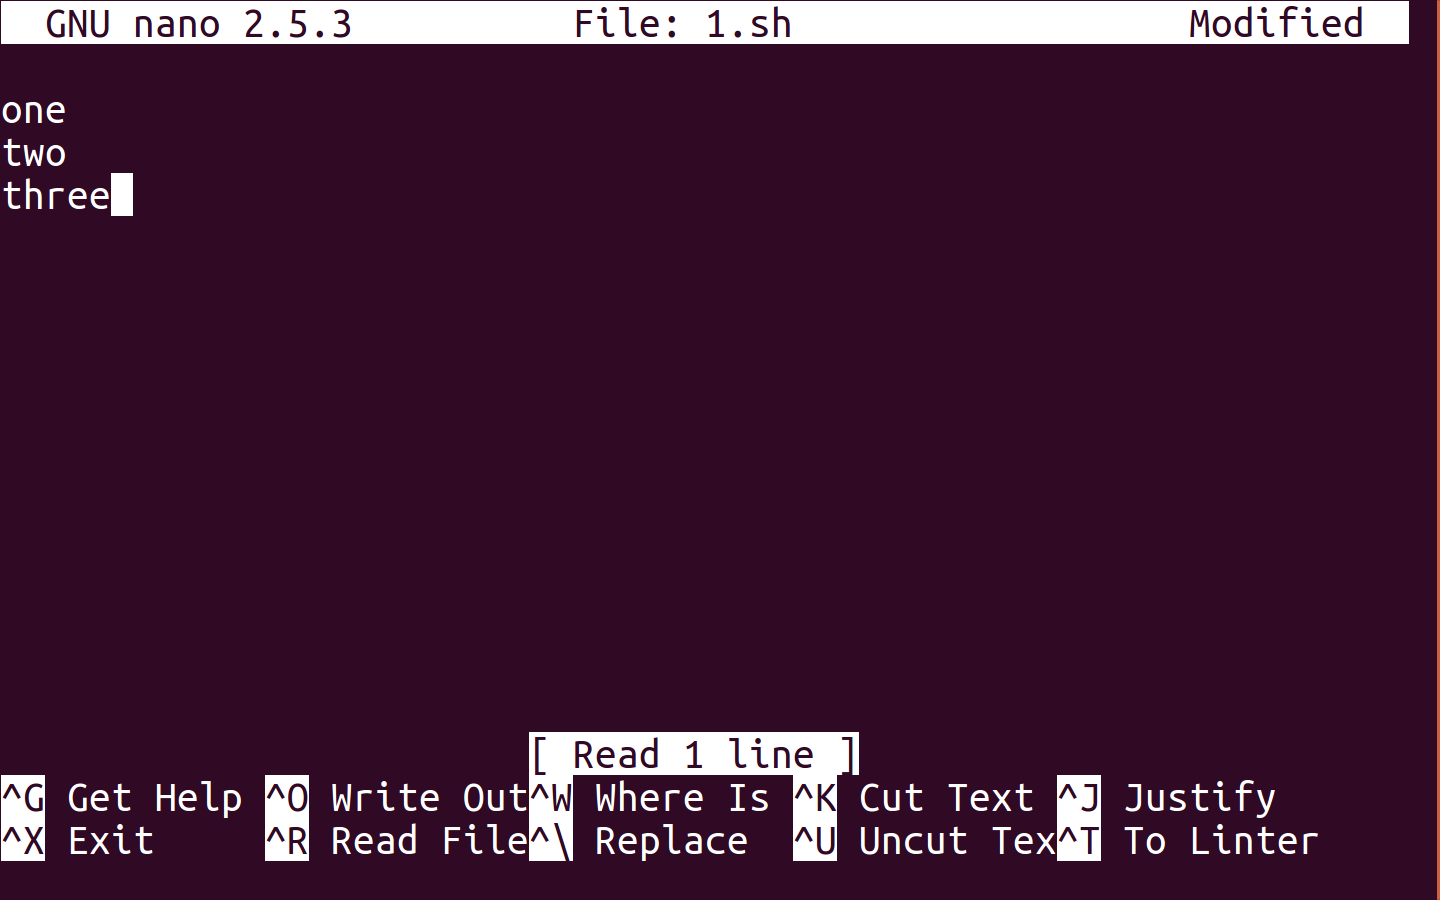 GNU nano 2.5.3 File: 1.sh Modified
one
two
three
[ Read 1 line ]
^G Get Help ^O Write Out^W Where Is ^K Cut Text ^J Justify
^X Exit ^R Read File^\ Replace ^U Uncut Tex^T To Linter